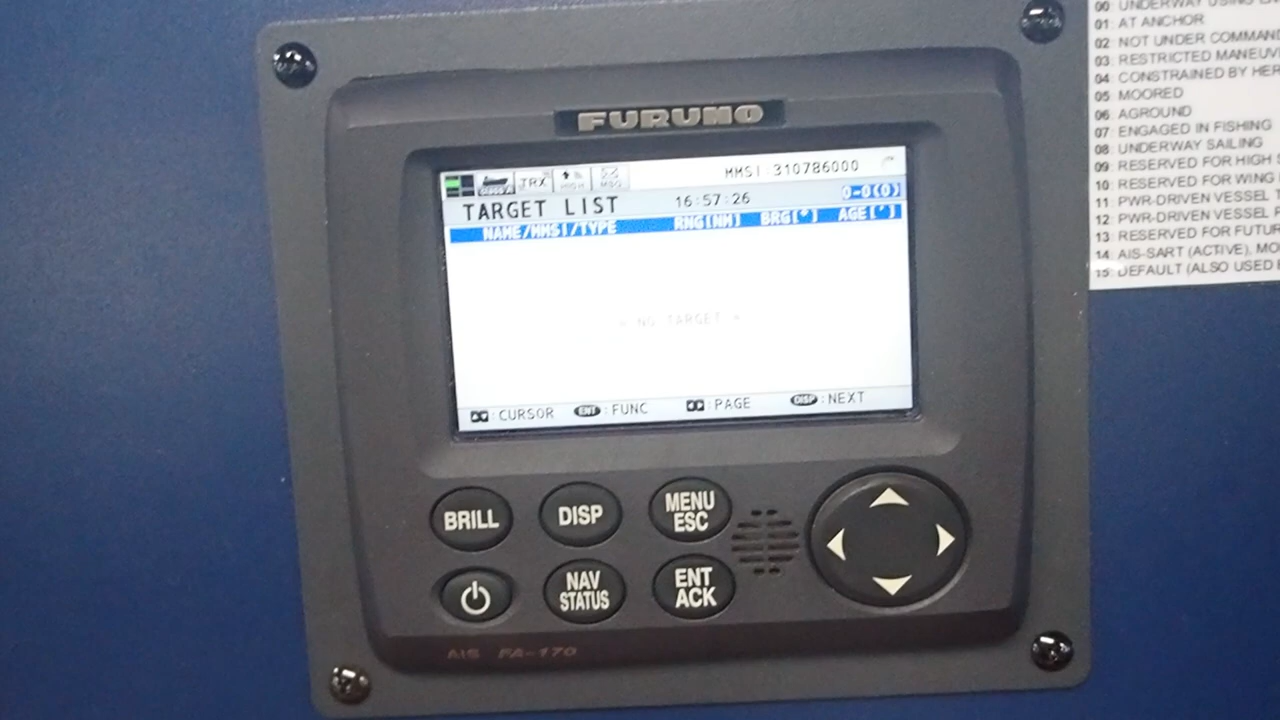 FURUNO
TRX HIGH MSG MMSI:310786000
TARGET LIST 16:57:26 0-0(0)
NAME/MMSI/TYPE RNG[NM] BRG[°] AGE[']
* NO TARGET *
:CURSOR ENT:FUNC :PAGE DISP:NEXT
BRILL DISP MENU ESC
NAV STATUS ENT ACK
AIS FA-170
00 UNDERWAY USING
01 AT ANCHOR
02 NOT UNDER COMMAND
03 RESTRICTED MANEUV
04 CONSTRAINED BY HER
05 MOORED
06 AGROUND
07 ENGAGED IN FISHING
08 UNDERWAY SAILING
09 RESERVED FOR HIGH
10 RESERVED FOR WING
11 PWR-DRIVEN VESSEL
12 PWR-DRIVEN VESSEL
13 RESERVED FOR FUTUR
14 AIS-SART (ACTIVE), MO
15 DEFAULT (ALSO USED